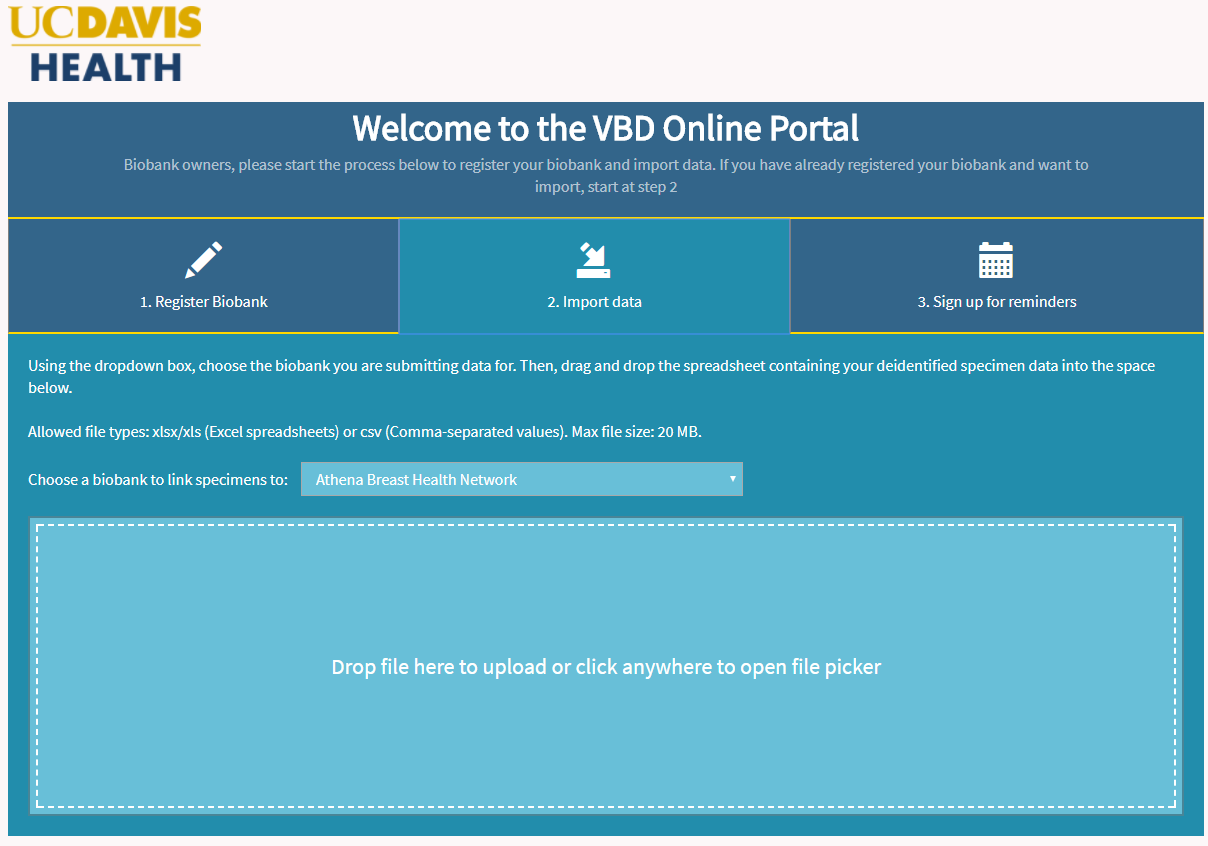 UCDAVIS
HEALTH
Welcome to the VBD Online Portal
Biobank owners, please start the process below to register your biobank and import data. If you have already registered your biobank and want to
import, start at step 2
1. Register Biobank
2. Import data
3. Sign up for reminders
Using the dropdown box, choose the biobank you are submitting data for. Then, drag and drop the spreadsheet containing your deidentified specimen data into the space
below.
Allowed file types: xlsx/xls (Excel spreadsheets) or csv (Comma-separated values). Max file size: 20 MB.
Choose a biobank to link specimens to: Athena Breast Health Network
Drop file here to upload or click anywhere to open file picker